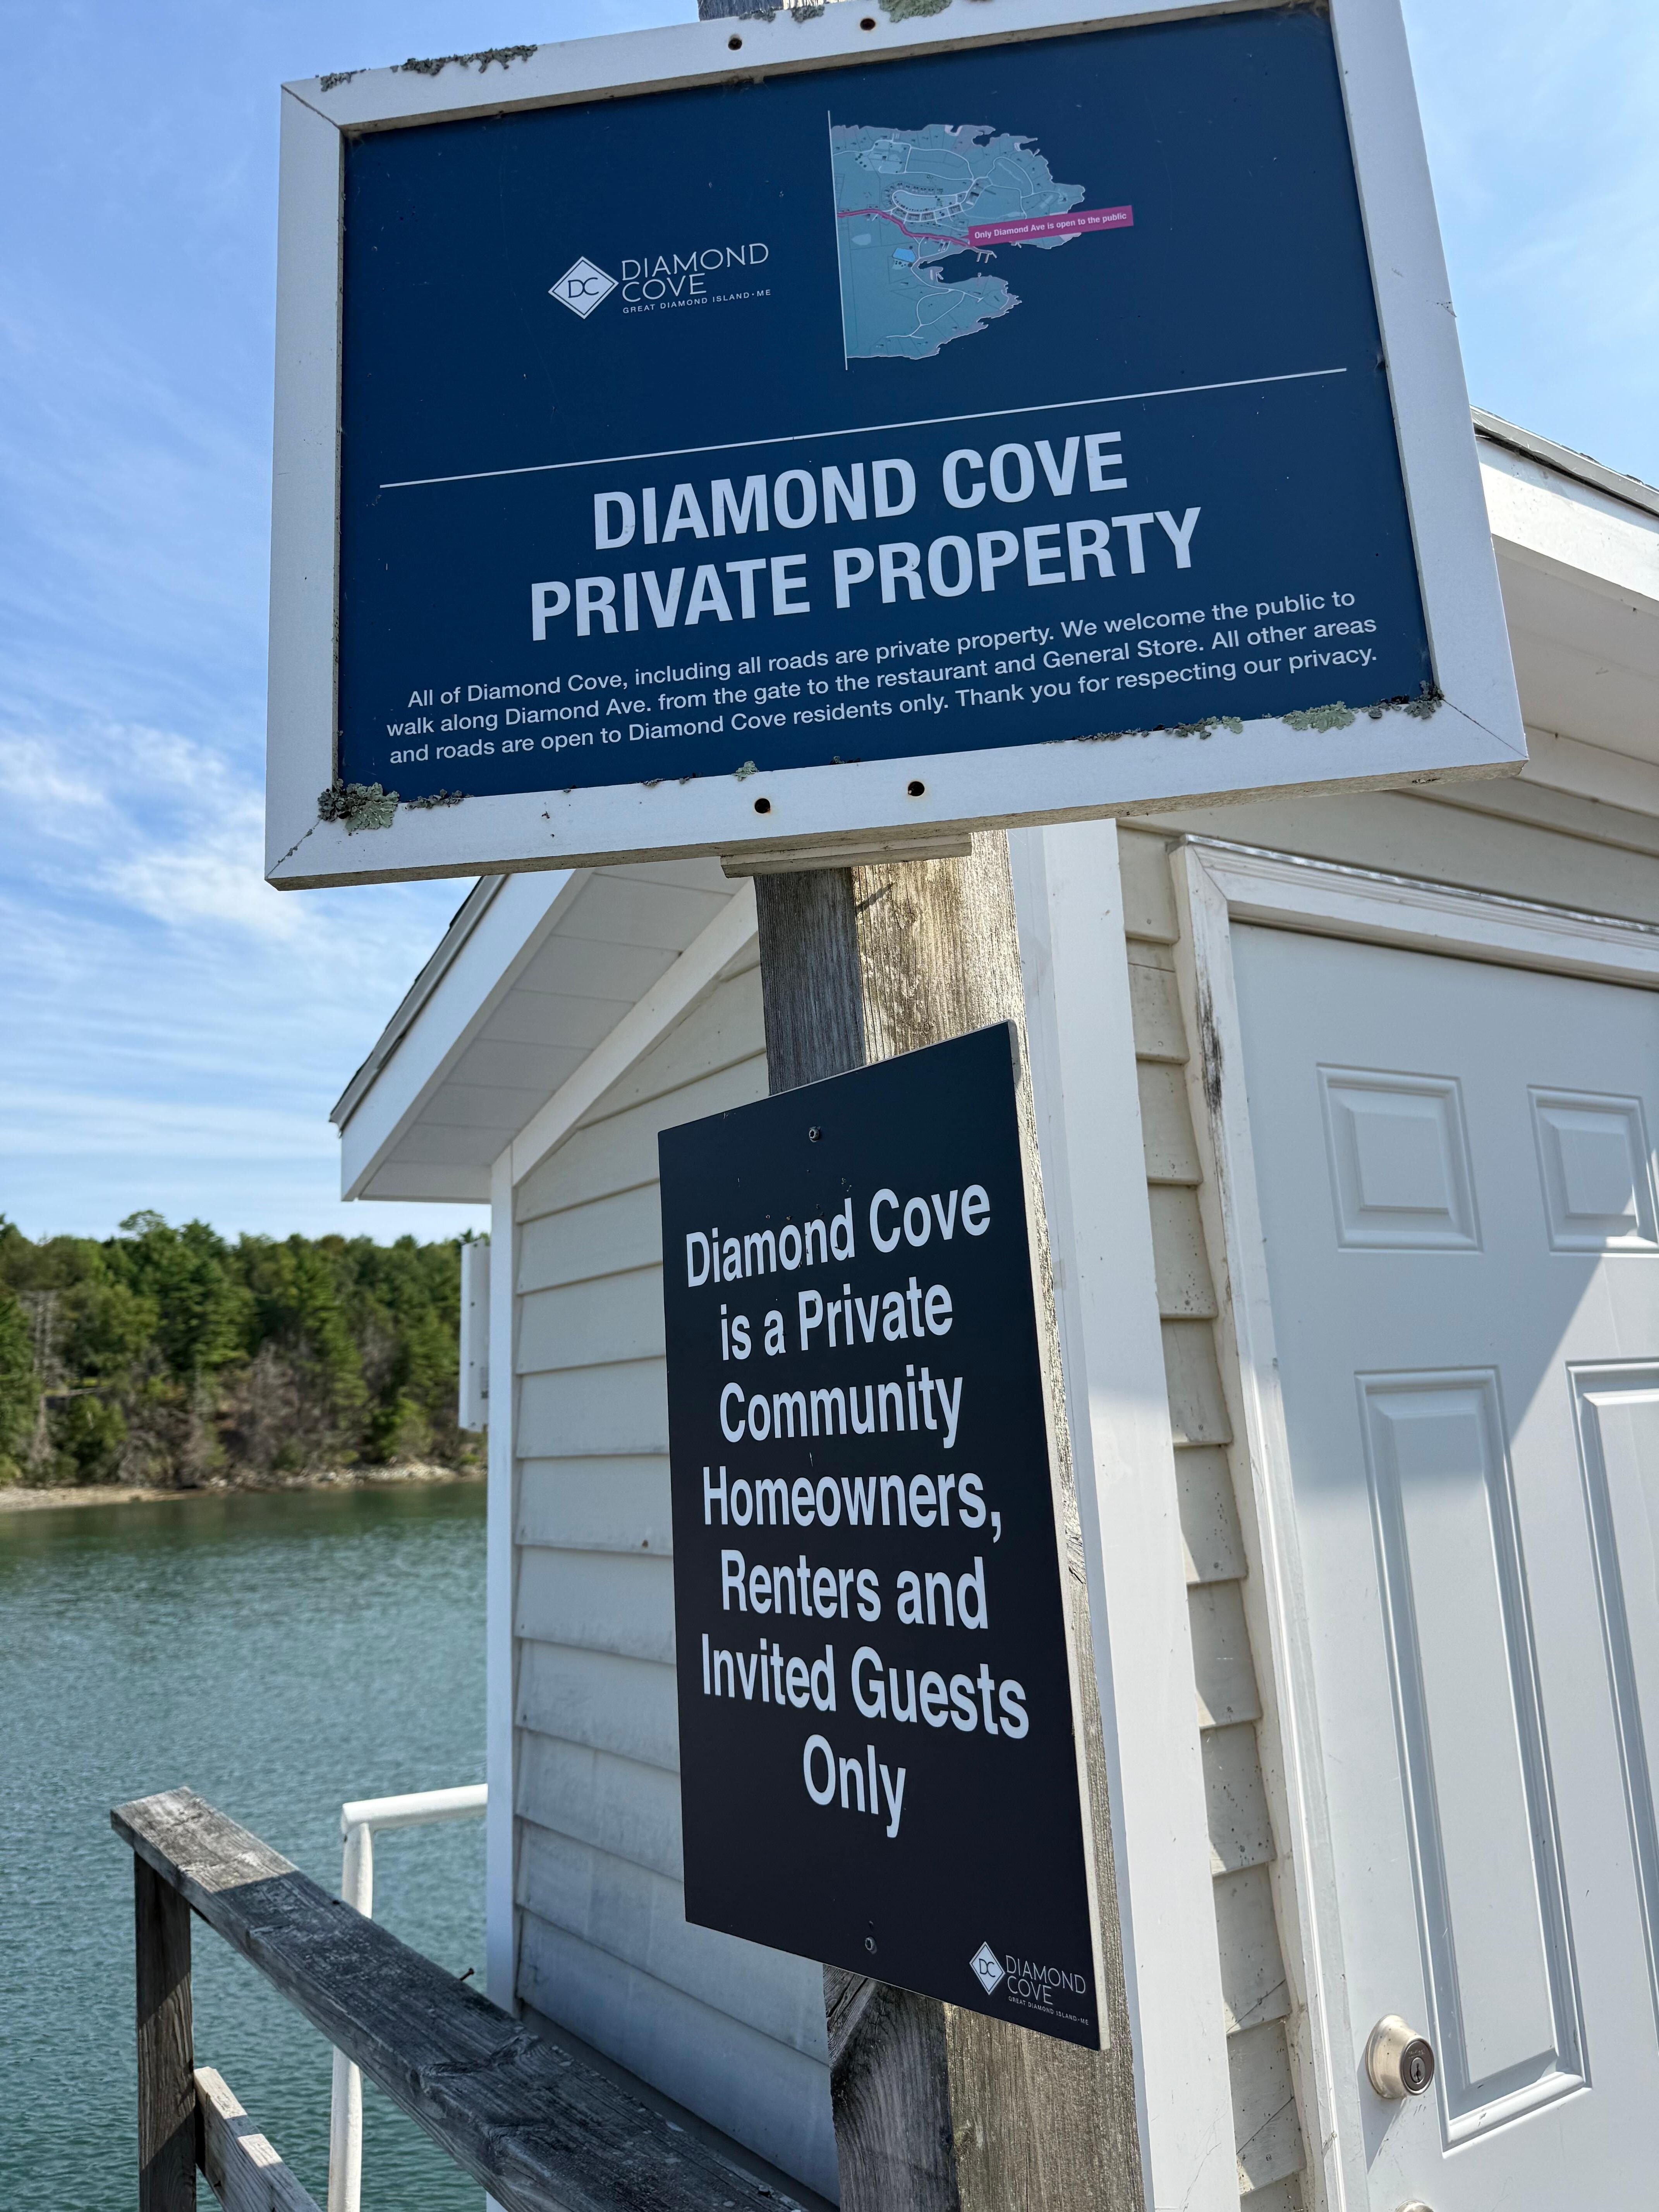 DC
DIAMOND
COVE
GREAT DIAMOND ISLAND • ME
Only Diamond Ave is open to the public
DIAMOND COVE
PRIVATE PROPERTY
All of Diamond Cove, including all roads are private property. We welcome the public to
walk along Diamond Ave. from the gate to the restaurant and General Store. All other areas
and roads are open to Diamond Cove residents only. Thank you for respecting our privacy.
Diamond Cove
is a Private
Community
Homeowners,
Renters and
Invited Guests
Only
DC
DIAMOND
COVE
GREAT DIAMOND ISLAND • ME